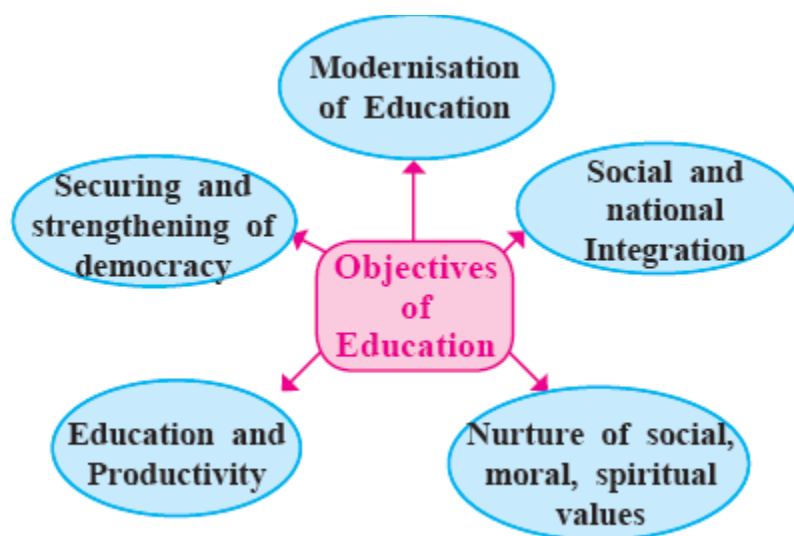 Modernisation
of Education
Securing and
strengthening of
democracy
Social and
national
Integration
Objectives
of
Education
Education and
Productivity
Nurture of social,
moral, spiritual
values